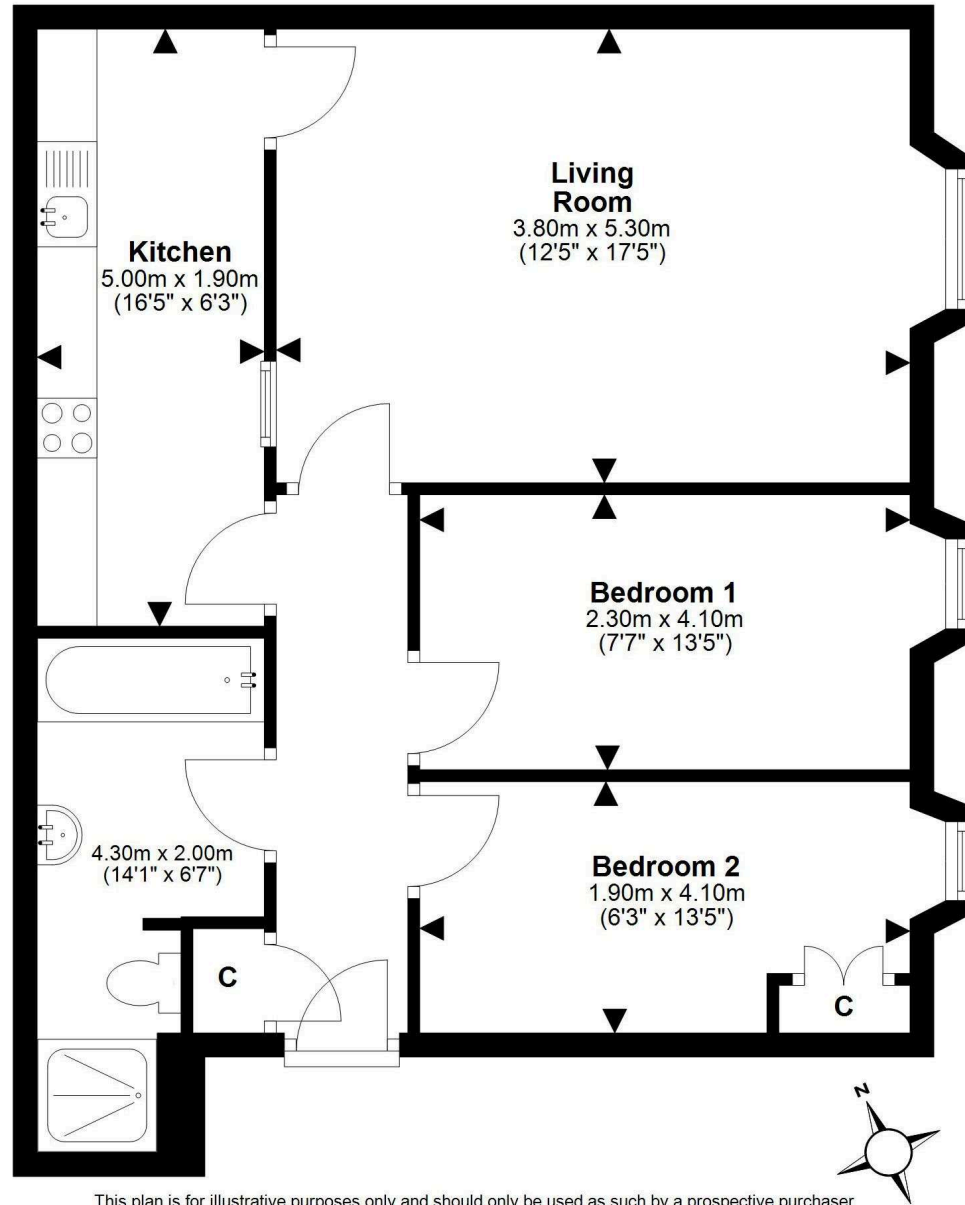 Living
Room
3.80m x 5.30m
(12'5" x 17'5")
Kitchen
5.00m x 1.90m
(16'5" x 6'3")
Bedroom 1
2.30m x 4.10m
(7'7" x 13'5")
4.30m x 2.00m
(14'1" x 6'7")
Bedroom 2
1.90m x 4.10m
(6'3" x 13'5")
C
C
N
This plan is for illustrative purposes only and should only be used as such by a prospective purchaser